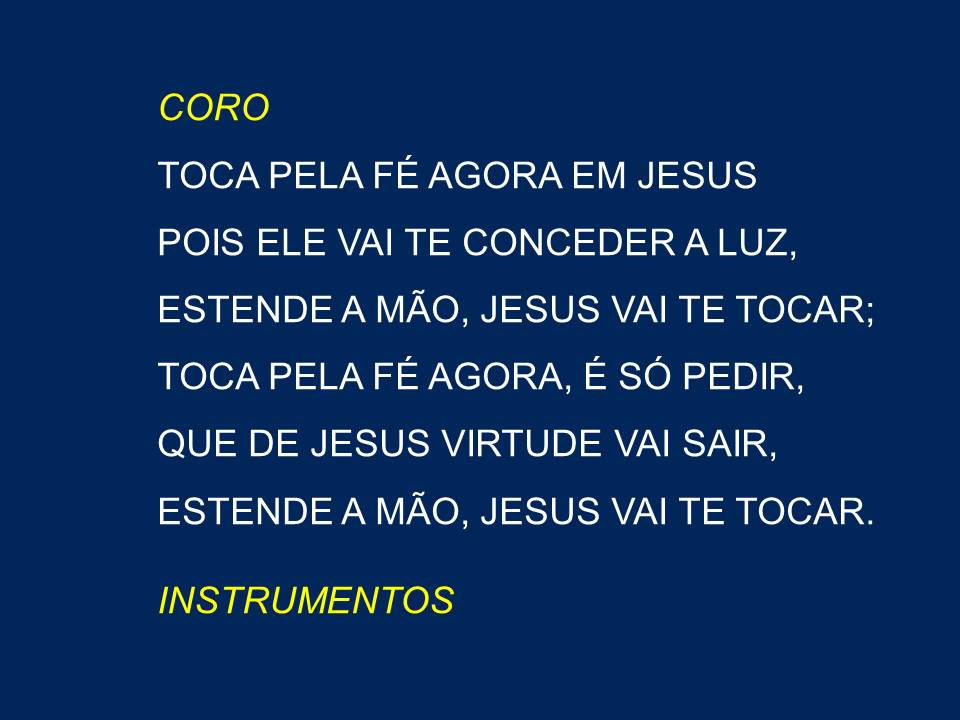 CORO
TOCA PELA FÉ AGORA EM JESUS
POIS ELE VAI TE CONCEDER A LUZ,
ESTENDE A MÃO, JESUS VAI TE TOCAR;
TOCA PELA FÉ AGORA, É SÓ PEDIR,
QUE DE JESUS VIRTUDE VAI SAIR,
ESTENDE A MÃO, JESUS VAI TE TOCAR.
INSTRUMENTOS